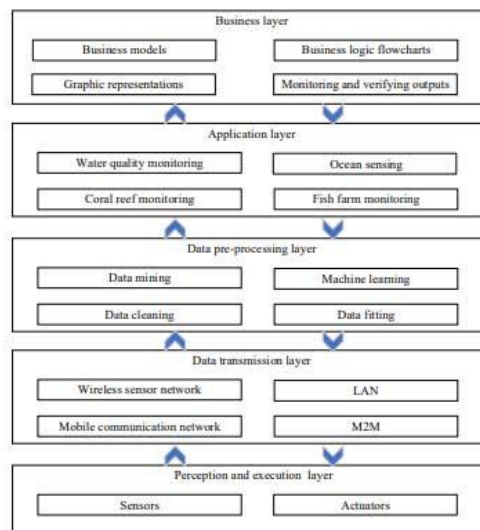 Business layer
Business models Business logic flowcharts
Graphic representations Monitoring and verifying outputs
Application layer
Water quality monitoring Ocean sensing
Coral reef monitoring Fish farm monitoring
Data pre-processing layer
Data mining Machine learning
Data cleaning Data fitting
Data transmission layer
Wireless sensor network LAN
Mobile communication network M2M
Perception and execution layer
Sensors Actuators